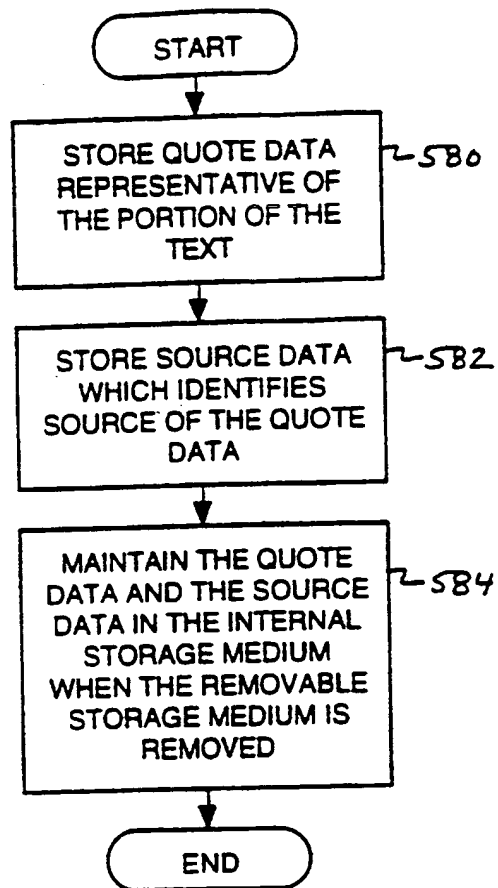 START
STORE QUOTE DATA
REPRESENTATIVE OF
THE PORTION OF THE
TEXT
580
STORE SOURCE DATA
WHICH IDENTIFIES
SOURCE OF THE QUOTE
DATA
582
MAINTAIN THE QUOTE
DATA AND THE SOURCE
DATA IN THE INTERNAL
STORAGE MEDIUM
WHEN THE REMOVABLE
STORAGE MEDIUM IS
REMOVED
584
END